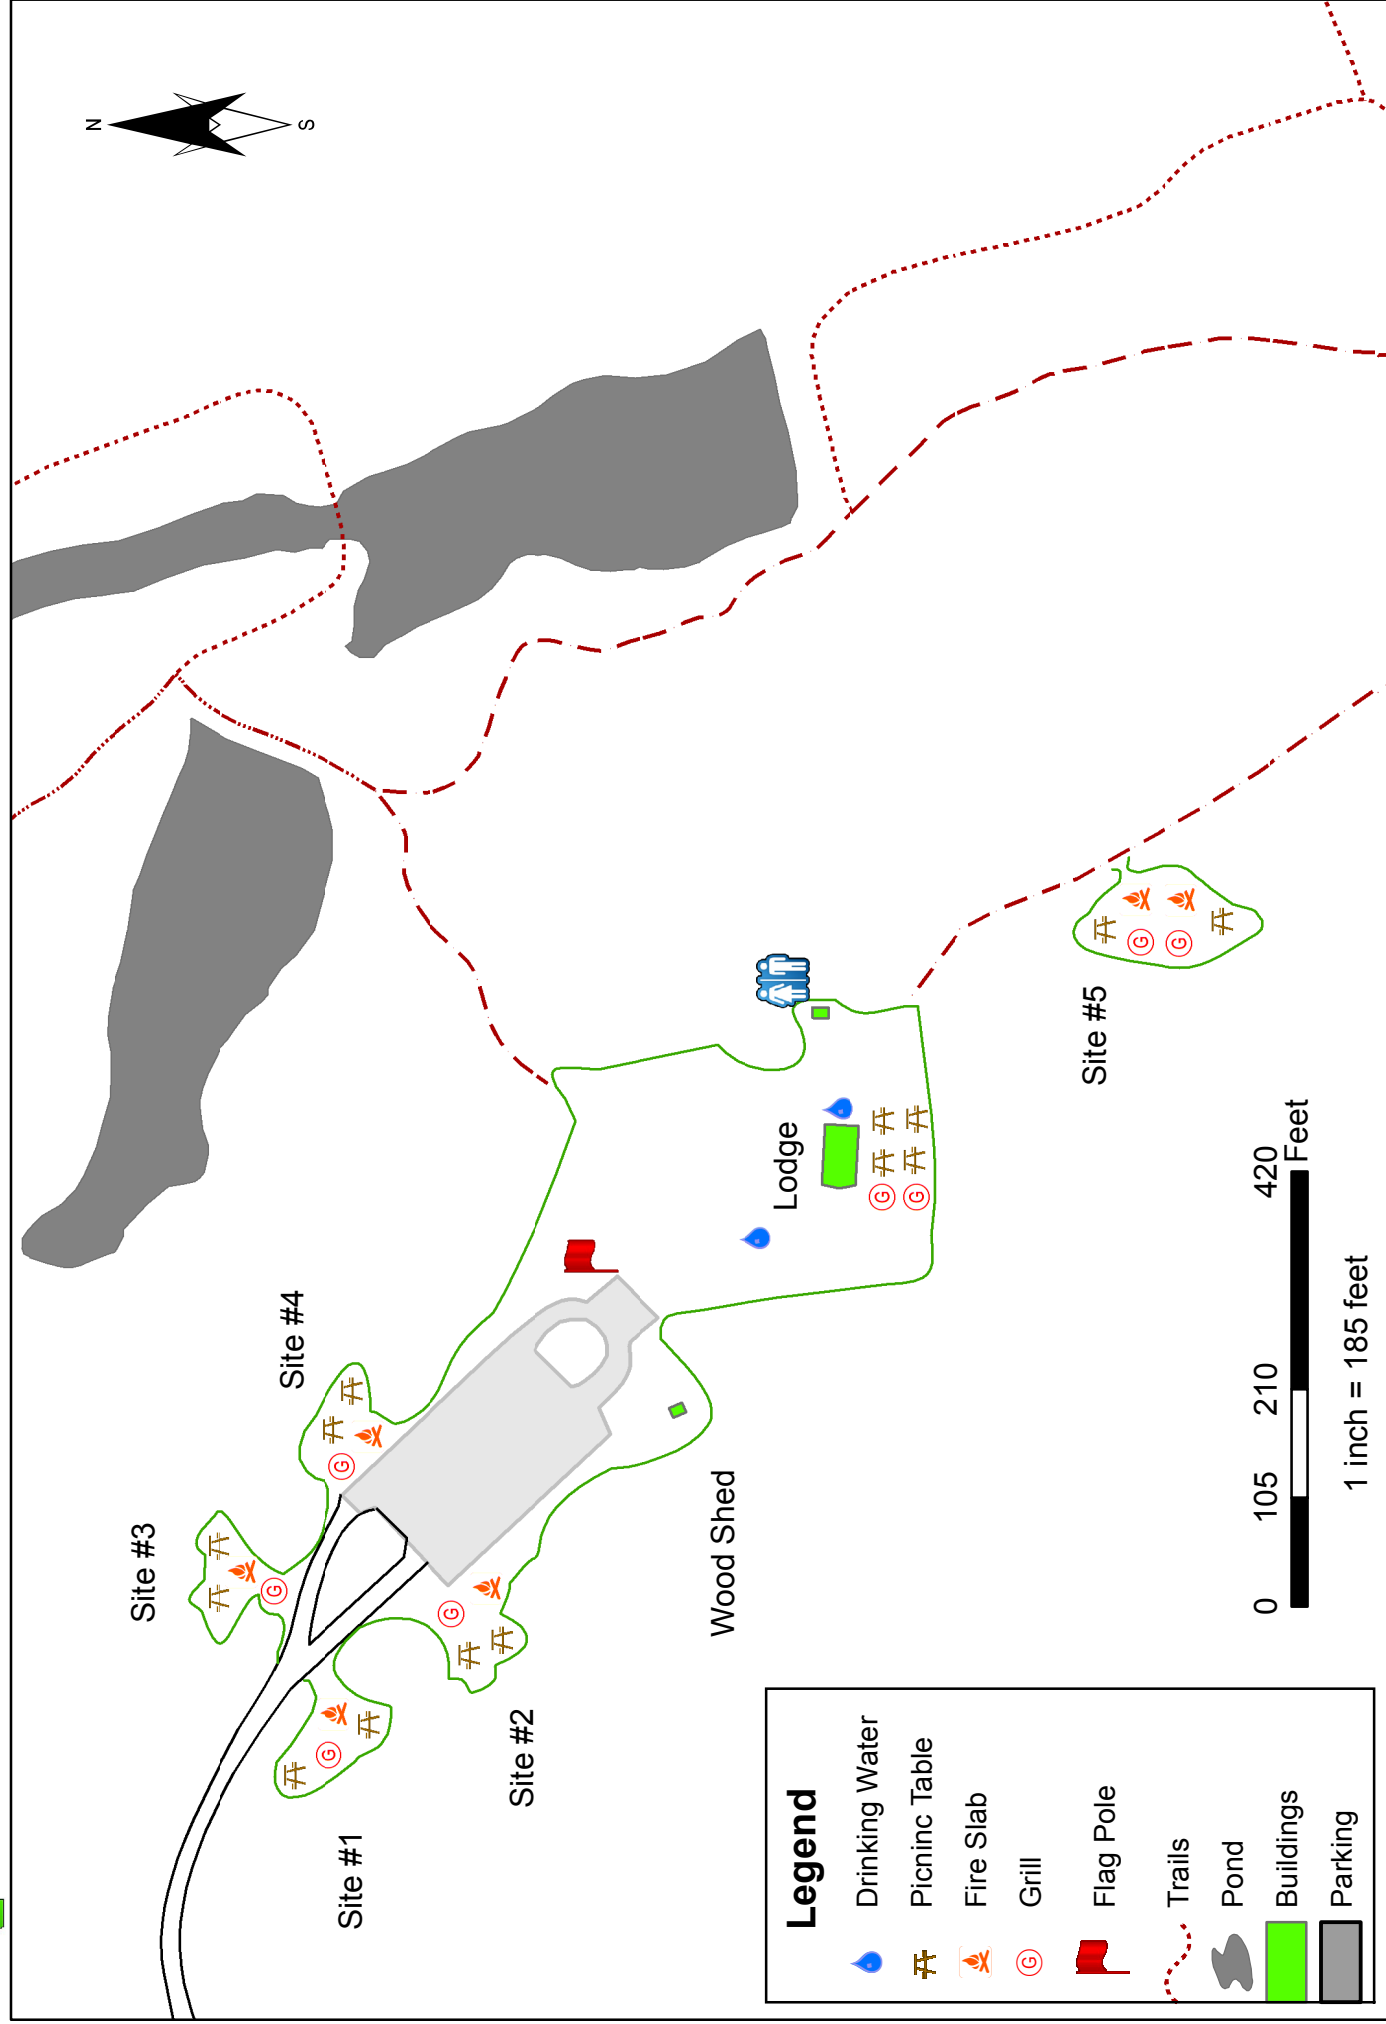 N
S
Site #3
Site #4
Site #1
Site #2
Wood Shed
Lodge
Site #5
G
G
G
G
G
G
G
G
Legend
Drinking Water
Picninc Table
Fire Slab
G
Grill
Flag Pole
Trails
Pond
Buildings
Parking
0 105 210 420
Feet
1 inch = 185 feet